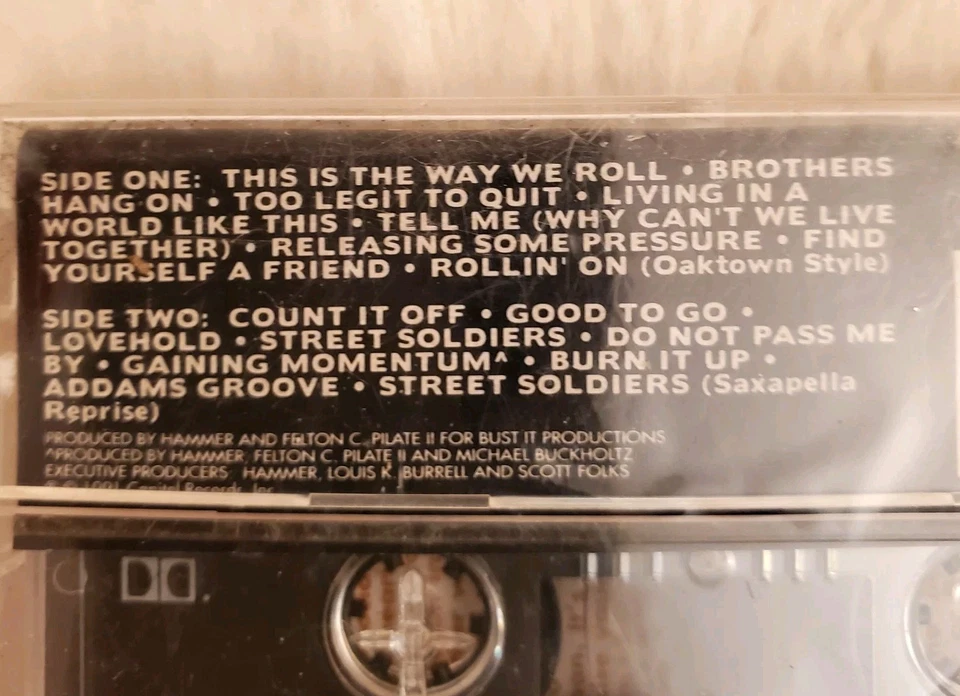 SIDE ONE: THIS IS THE WAY WE ROLL • BROTHERS
HANG ON • TOO LEGIT TO QUIT • LIVING IN A
WORLD LIKE THIS • TELL ME (WHY CAN'T WE LIVE
TOGETHER) • RELEASING SOME PRESSURE • FIND
YOURSELF A FRIEND • ROLLIN' ON (Oaktown Style)
SIDE TWO: COUNT IT OFF • GOOD TO GO •
LOVEHOLD • STREET SOLDIERS • DO NOT PASS ME
BY • GAINING MOMENTUM^ • BURN IT UP •
ADDAMS GROOVE • STREET SOLDIERS (Saxapella
Reprise)
PRODUCED BY HAMMER AND FELTON C. PILATE II FOR BUST IT PRODUCTIONS
^PRODUCED BY HAMMER, FELTON C. PILATE II AND MICHAEL BUCKHOLTZ
EXECUTIVE PRODUCERS: HAMMER, LOUIS K. BURRELL AND SCOTT FOLKS
1991 Capitol Records, Inc.